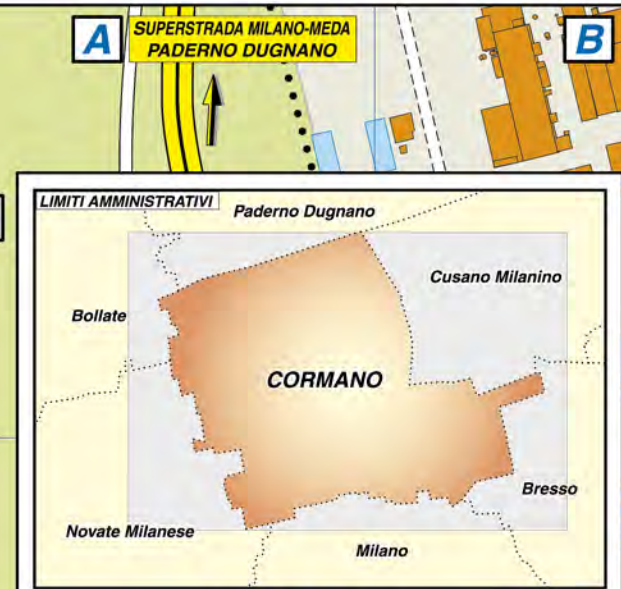 A
SUPERSTRADA MILANO-MEDA
PADERNO DUGNANO
B
LIMITI AMMINISTRATIVI
Paderno Dugnano
Cusano Milanino
Bollate
CORMANO
Bresso
Novate Milanese
Milano